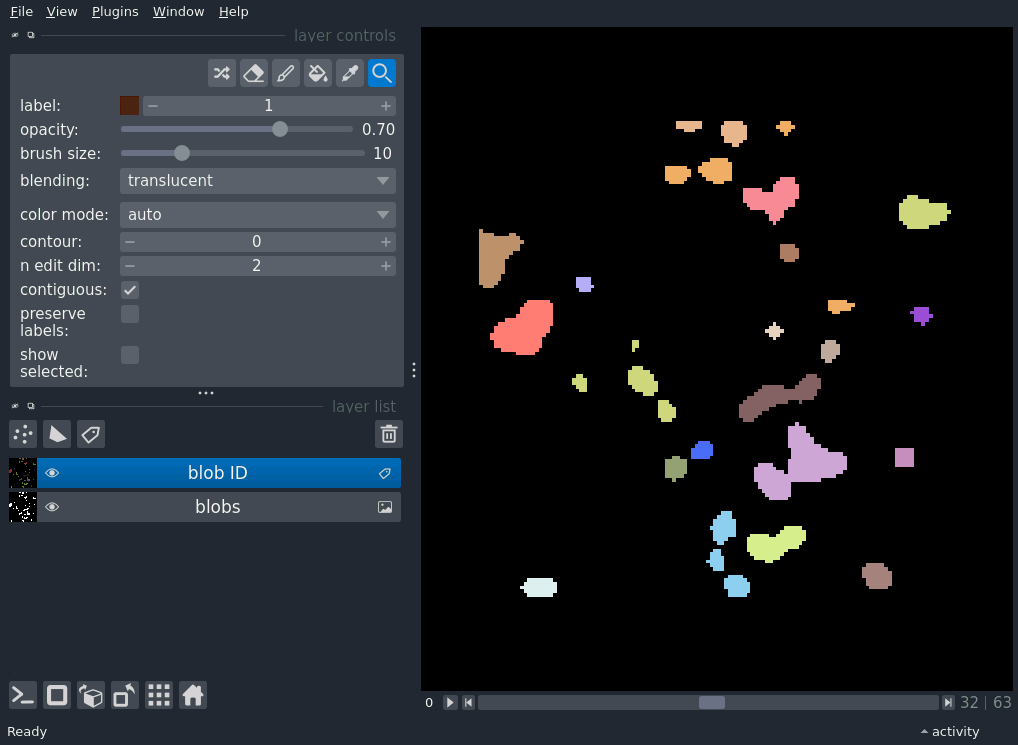 File View Plugins Window Help
layer controls
label: 1
opacity: 0.70
brush size: 10
blending: translucent
color mode: auto
contour: 0
n edit dim: 2
contiguous:
preserve
labels:
show
selected:
layer list
blob ID
blobs
0 32 | 63
Ready activity